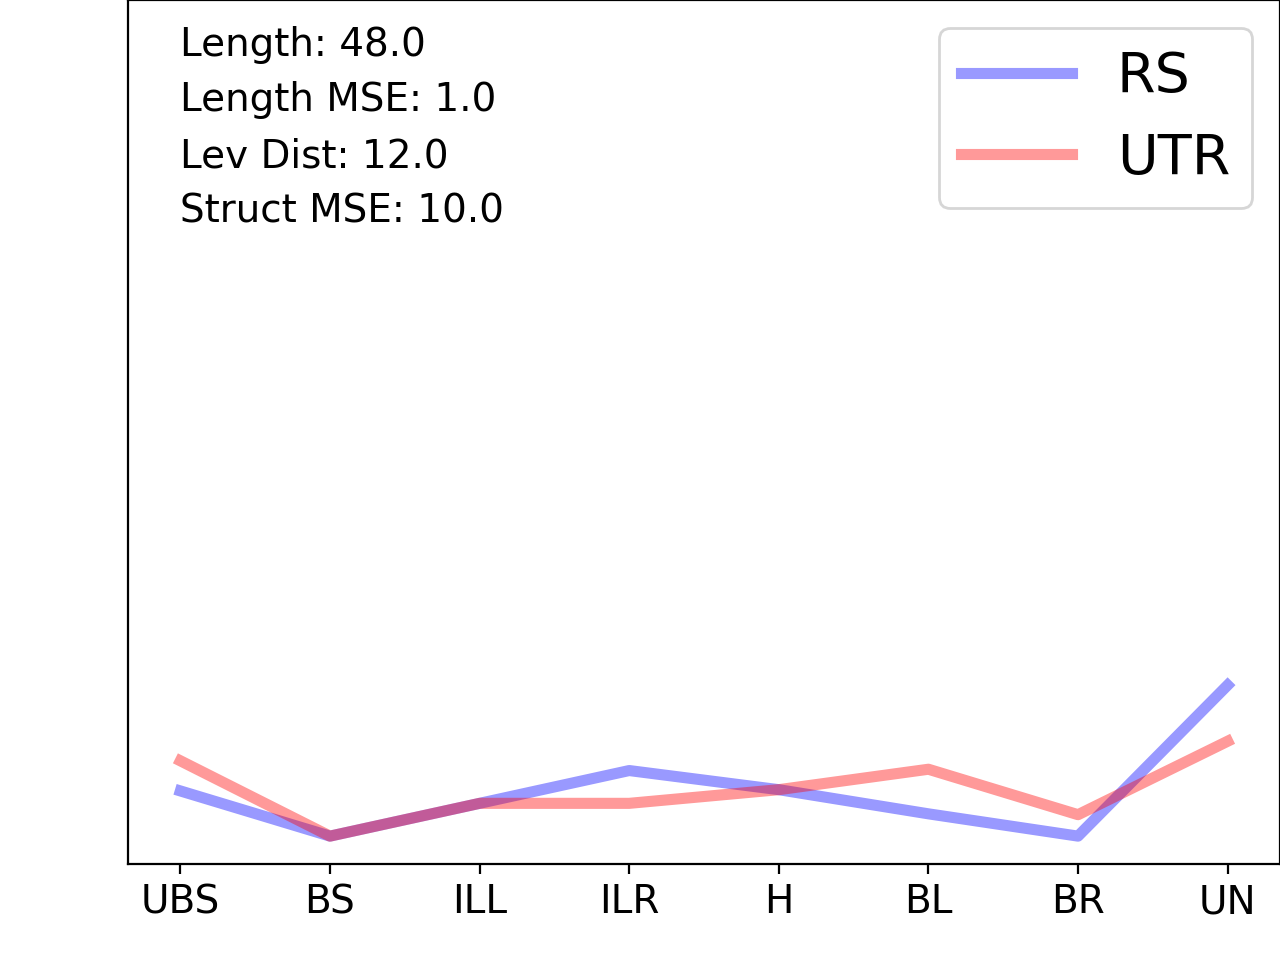 Length: 48.0
Length MSE: 1.0
Lev Dist: 12.0
Struct MSE: 10.0
RS
UTR
UBS BS ILL ILR H BL BR UN